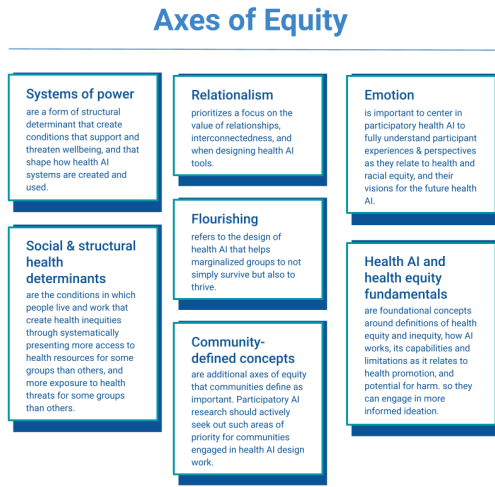 Axes of Equity
Systems of power
are a form of structural
determinant that create
conditions that support and
threaten wellbeing, and that
shape how health AI
systems are created and
used.
Social & structural
health
determinants
are the conditions in which
people live and work that
create health inequities
through systematically
presenting more access to
health resources for some
groups than others, and
more exposure to health
threats for some groups
than others.
Relationalism
prioritizes a focus on the
value of relationships,
interconnectedness, and
when designing health AI
tools.
Flourishing
refers to the design of
health AI that helps
marginalized groups to not
simply survive but also to
thrive.
Community-
defined concepts
are additional axes of equity
that communities define as
important. Participatory AI
research should actively
seek out such areas of
priority for communities
engaged in health AI design
work.
Emotion
is important to center in
participatory health AI to
fully understand participant
experiences & perspectives
as they relate to health and
racial equity, and their
visions for the future health
AI.
Health AI and
health equity
fundamentals
are foundational concepts
around definitions of health
equity and inequity, how AI
works, its capabilities and
limitations as it relates to
health promotion, and
potential for harm. so they
can engage in more
informed ideation.